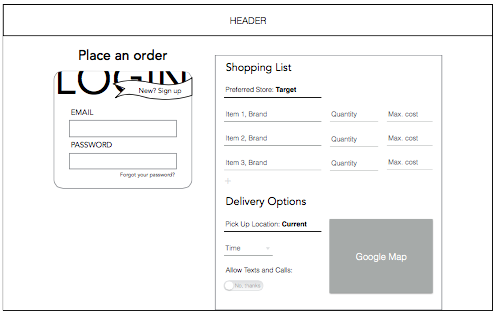 HEADER
Place an order
LOGIN
New? Sign up
EMAIL
PASSWORD
Forgot your password?
Shopping List
Preferred Store: Target
Item 1, Brand Quantity Max. cost
Item 2, Brand Quantity Max. cost
Item 3, Brand Quantity Max. cost
+
Delivery Options
Pick Up Location: Current
Time
Google Map
Allow Texts and Calls:
No, thanks